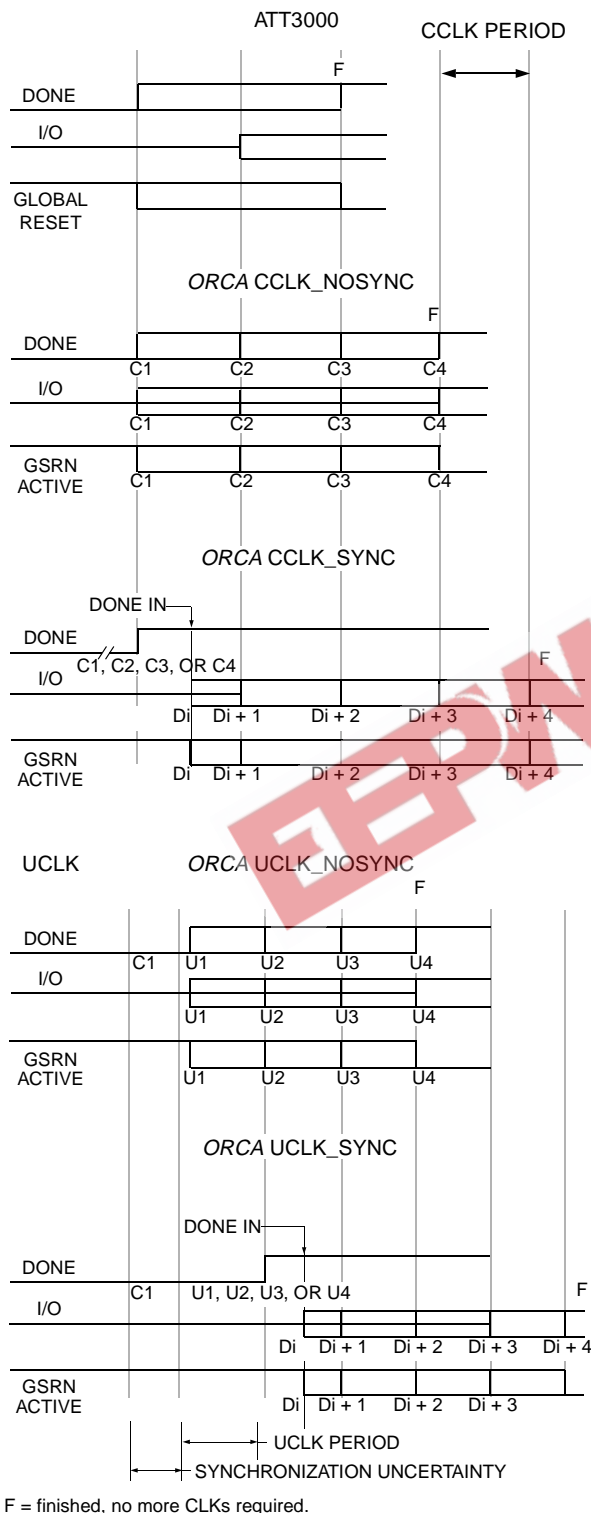 ATT3000
CCLK PERIOD
F
DONE
I/O
GLOBAL
RESET
ORCA CCLK_NOSYNC
F
DONE
C1 C2 C3 C4
I/O
C1 C2 C3 C4
GSRN
ACTIVE
C1 C2 C3 C4
ORCA CCLK_SYNC
DONE IN
DONE
C1, C2, C3, OR C4
F
I/O
Di Di + 1 Di + 2 Di + 3 Di + 4
GSRN
ACTIVE
Di Di + 1 Di + 2 Di + 3 Di + 4
EEPW
UCLK
ORCA UCLK_NOSYNC
F
DONE
C1 U1 U2 U3 U4
I/O
U1 U2 U3 U4
GSRN
ACTIVE
U1 U2 U3 U4
ORCA UCLK_SYNC
DONE IN
DONE
C1 U1, U2, U3, OR U4
F
I/O
Di Di + 1 Di + 2 Di + 3 Di + 4
GSRN
ACTIVE
Di Di + 1 Di + 2 Di + 3
UCLK PERIOD
SYNCHRONIZATION UNCERTAINTY
F = finished, no more CLKs required.